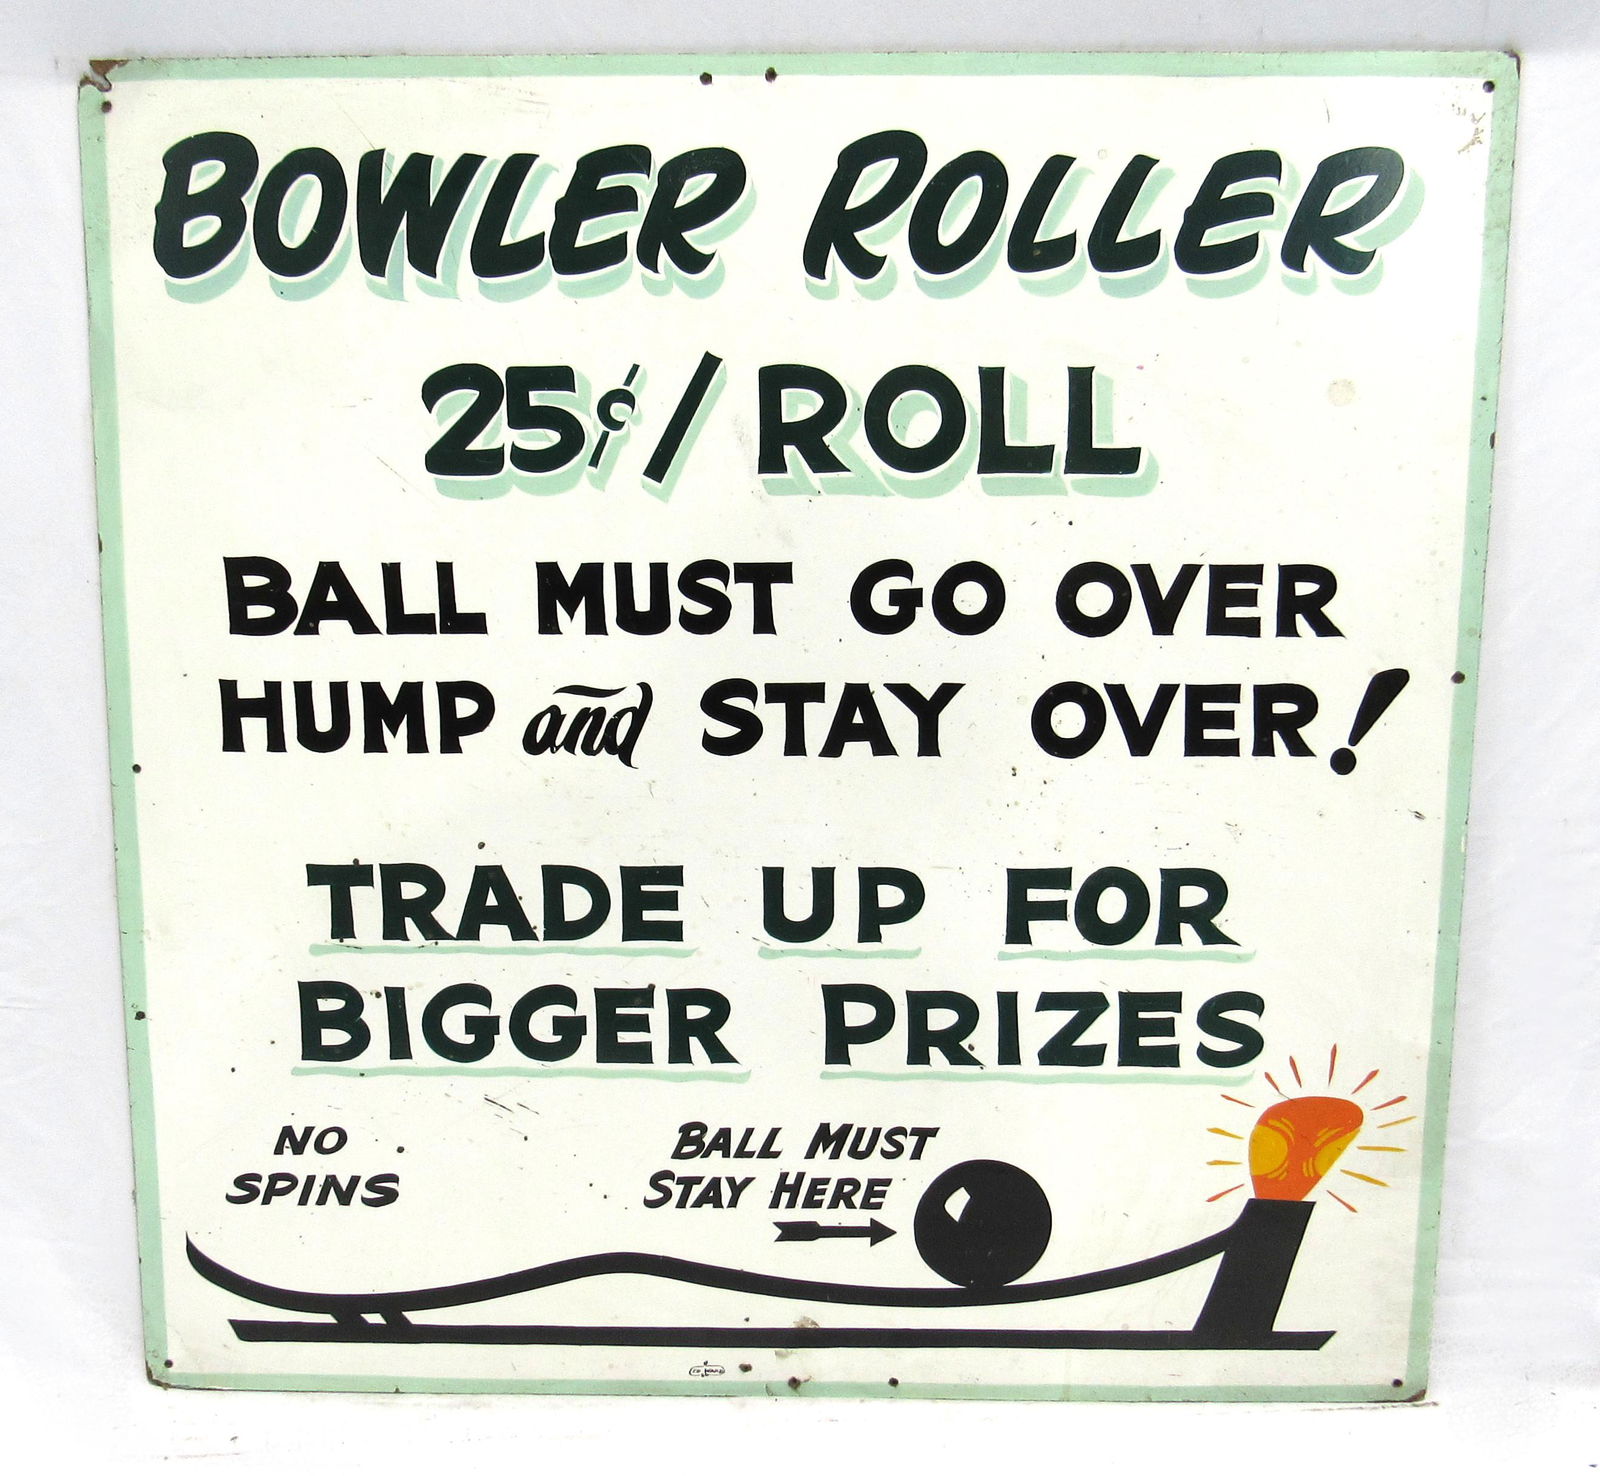 BOWLER ROLLER
25¢/ ROLL
BALL MUST GO OVER
HUMP and STAY OVER!
TRADE UP FOR
BIGGER PRIZES
NO
SPINS
BALL MUST
STAY HERE